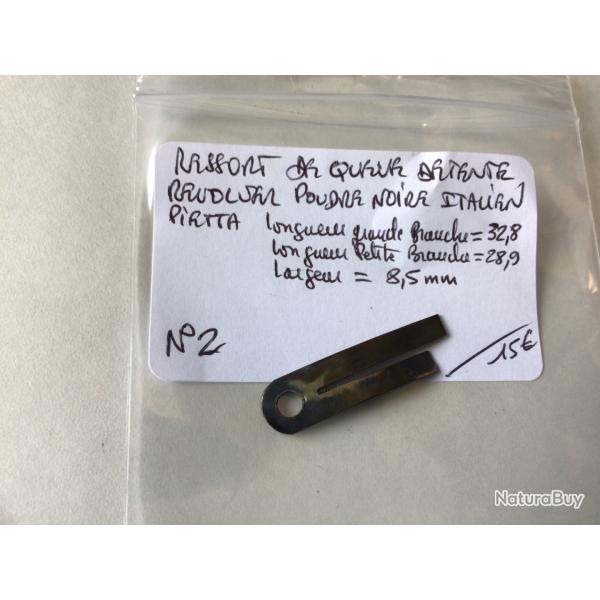 RESSORT DE QUEUE DETENTE
REVOLVER POUDRE NOIRE ITALIEN
PIETTA longueur grande Branche = 32,8
longueur Petite Branche = 28,9
largeur = 8,5 mm
N°2
15€
NaturaBuy